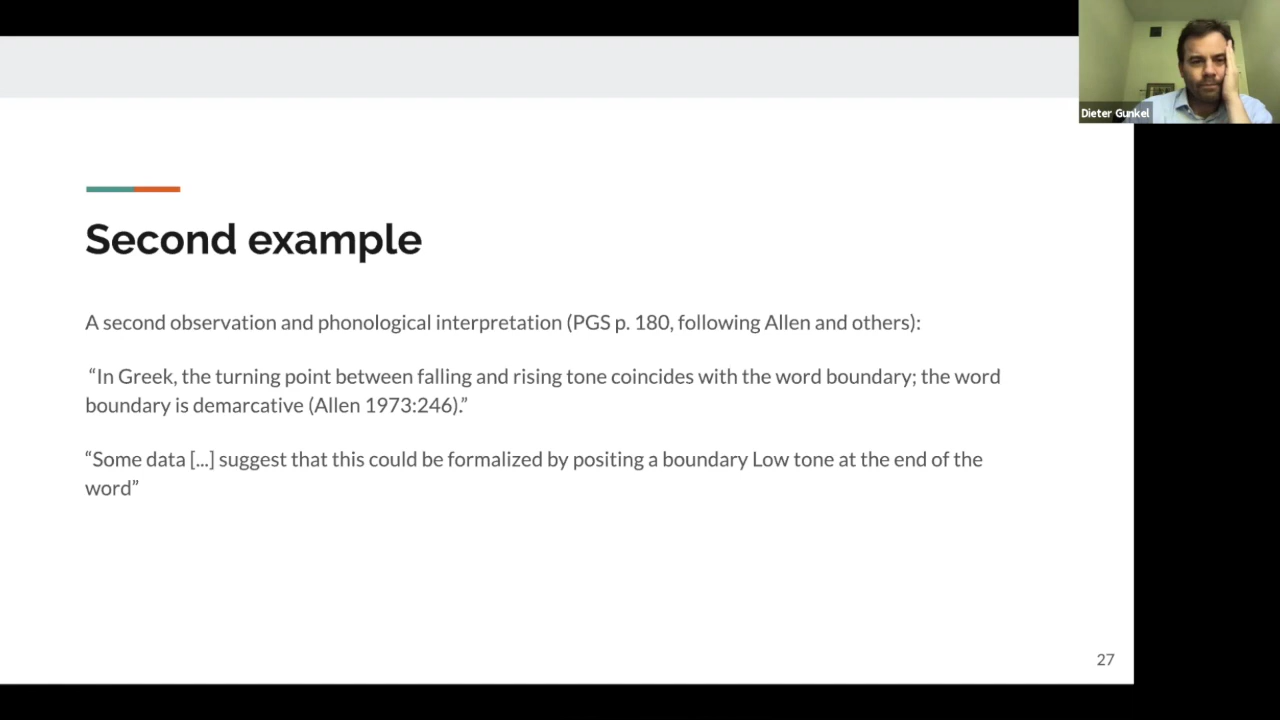 Dieter Gunkel
Second example
A second observation and phonological interpretation (PGS p. 180, following Allen and others):
“In Greek, the turning point between falling and rising tone coincides with the word boundary; the word
boundary is demarcative (Allen 1973:246).”
“Some data [...] suggest that this could be formalized by positing a boundary Low tone at the end of the
word”
27